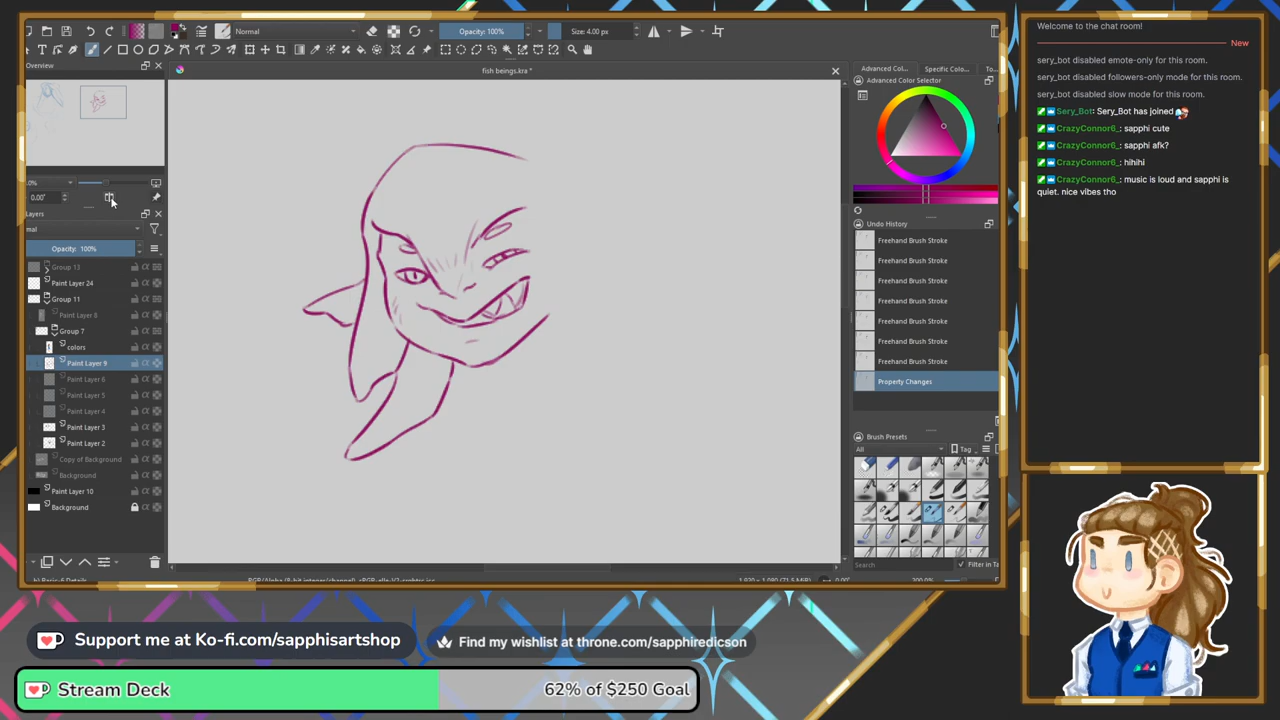 Normal
Opacity: 100%
Size: 4.00 px
Overview
fish beings.kra *
Advanced Col...
Specific Colo...
To...
Advanced Color Selector
0.00°
Layers
Opacity: 100%
Group 13
Paint Layer 24
Group 11
Paint Layer 8
Group 7
colors
Paint Layer 9
Paint Layer 6
Paint Layer 5
Paint Layer 4
Paint Layer 3
Paint Layer 2
Copy of Background
Background
Paint Layer 10
Background
Undo History
Freehand Brush Stroke
Freehand Brush Stroke
Freehand Brush Stroke
Freehand Brush Stroke
Freehand Brush Stroke
Freehand Brush Stroke
Freehand Brush Stroke
Property Changes
Brush Presets
All
Tag
Search
Filter in Ta
Welcome to the chat room!
New
sery_bot disabled emote-only for this room.
sery_bot disabled followers-only mode for this room.
sery_bot disabled slow mode for this room.
Sery_Bot: Sery_Bot has joined
CrazyConnor6_: sapphi cute
CrazyConnor6_: sapphi afk?
CrazyConnor6_: hihihi
CrazyConnor6_: music is loud and sapphi is
quiet. nice vibes tho
Support me at Ko-fi.com/sapphisartshop
Find my wishlist at throne.com/sapphiredicson
Stream Deck
62% of $250 Goal